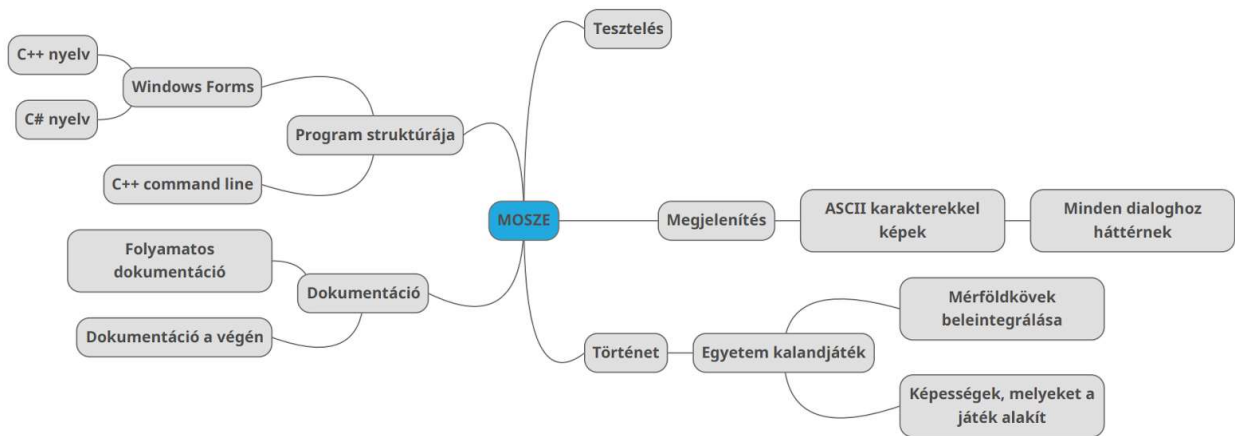 Tesztelés
C++ nyelv
Windows Forms
C# nyelv
Program struktúrája
C++ command line
MOSZE
Megjelenítés
ASCII karakterekkel
képek
Minden dialoghoz
háttérnek
Folyamatos
dokumentáció
Dokumentáció
Dokumentáció a végén
Történet
Egyetem kalandjáték
Mérföldkövek
beleintegrálása
Képességek, melyeket a
játék alakít